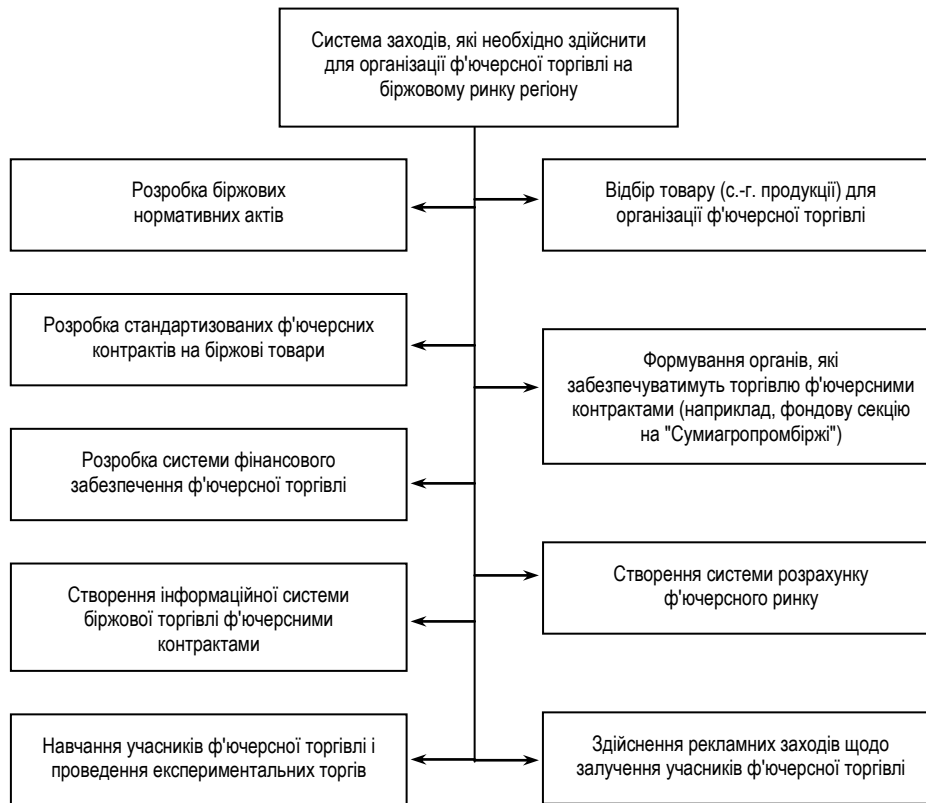 Система заходів, які необхідно здійснити
для організації ф'ючерсної торгівлі на
біржовому ринку регіону
Розробка біржових
нормативних актів
Відбір товару (с.-г. продукції) для
організації ф'ючерсної торгівлі
Розробка стандартизованих ф'ючерсних
контрактів на біржові товари
Формування органів, які
забезпечуватимуть торгівлю ф'ючерсними
контрактами (наприклад, фондову секцію
на "Сумиагропромбіржі")
Розробка системи фінансового
забезпечення ф'ючерсної торгівлі
Створення системи розрахунку
ф'ючерсного ринку
Створення інформаційної системи
біржової торгівлі ф'ючерсними
контрактами
Навчання учасників ф'ючерсної торгівлі і
проведення експериментальних торгів
Здійснення рекламних заходів щодо
залучення учасників ф'ючерсної торгівлі